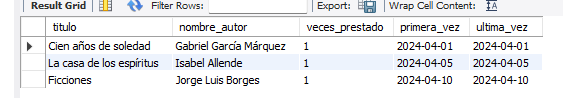 Result Grid Filter Rows: Export: Wrap Cell Content: IA
titulo nombre_autor veces_prestado primera_vez ultima_vez
Cien años de soledad Gabriel García Márquez 1 2024-04-01 2024-04-01
La casa de los espíritus Isabel Allende 1 2024-04-05 2024-04-05
Ficciones Jorge Luis Borges 1 2024-04-10 2024-04-10